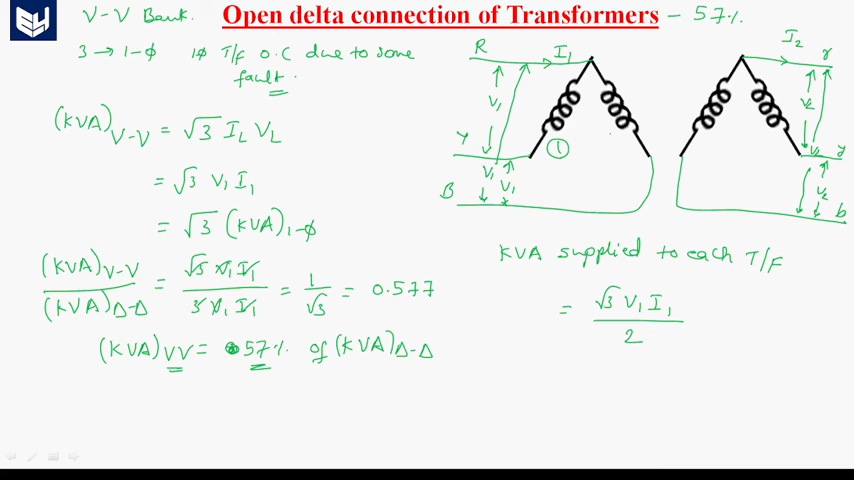 EH
V-V Bank.
Open delta connection of Transformers - 57%
3 → 1-φ 1φ T/F O.C due to some
fault.
(KVA)V-V = √3 IL VL
= √3 V1 I1
= √3 (KVA)1-φ
(KVA)V-V / (KVA)Δ-Δ = √3 V1 I1 / 3 V1 I1 = 1/√3 = 0.577
(KVA)VV = 57% of (KVA)Δ-Δ
R I1
V1
Y
V1 V1
B
1
I2 r
V2
V2 y
V2
b
KVA supplied to each T/F
= √3 V1 I1 / 2